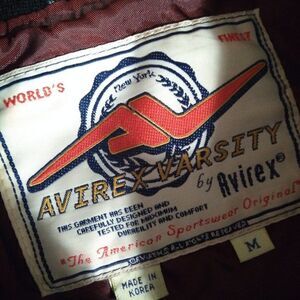 WORLD'S FINEST
New York
AVIREX VARSITY
by Avirex®
THIS GARMENT HAS BEEN
CAREFULLY DESIGNED AND
TESTED FOR MAXIMUM
DURABILITY AND COMFORT
"The American Sportswear Original
RESERVED
M
MADE IN
KOREA